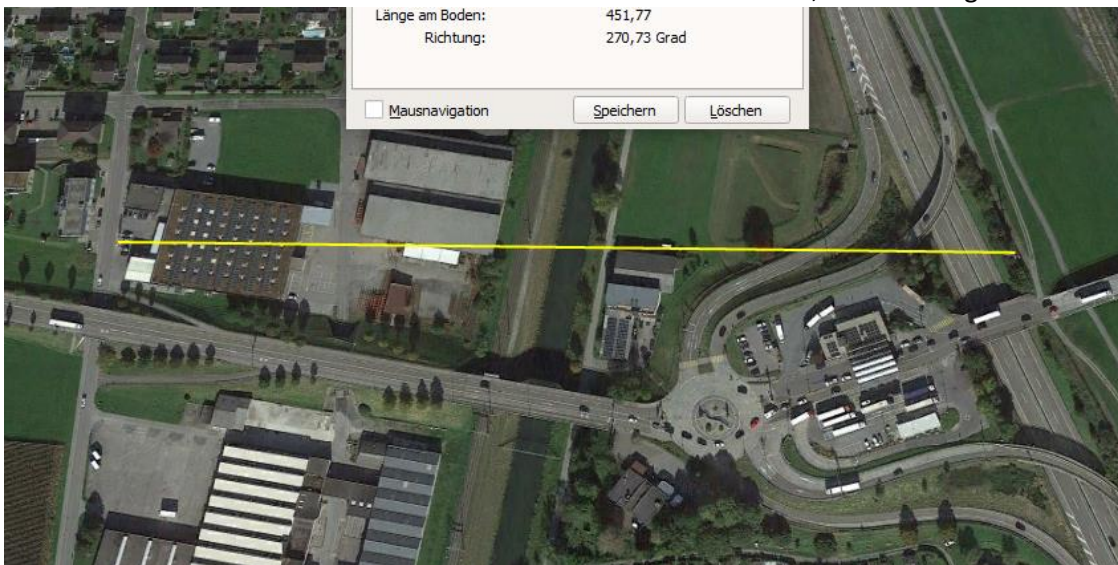 Länge am Boden: 451,77
Richtung: 270,73 Grad
Mausnavigation Speichern Löschen